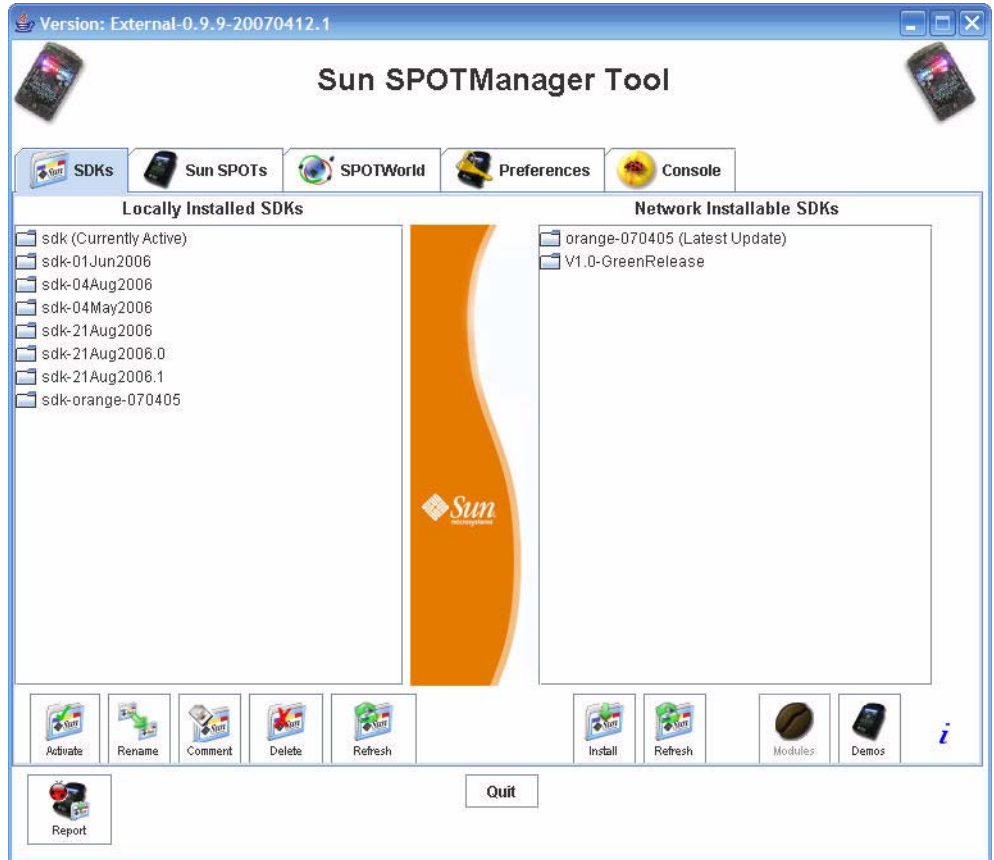 Version: External-0.9.9-20070412.1
Sun SPOTManager Tool
SDKs
Sun SPOTs
SPOTWorld
Preferences
Console
Locally Installed SDKs
sdk (Currently Active)
sdk-01Jun2006
sdk-04Aug2006
sdk-04May2006
sdk-21Aug2006
sdk-21Aug2006.0
sdk-21Aug2006.1
sdk-orange-070405
Sun
microsystems
Network Installable SDKs
orange-070405 (Latest Update)
V1.0-GreenRelease
Activate
Rename
Comment
Delete
Refresh
Install
Refresh
Modules
Demos
i
Report
Quit